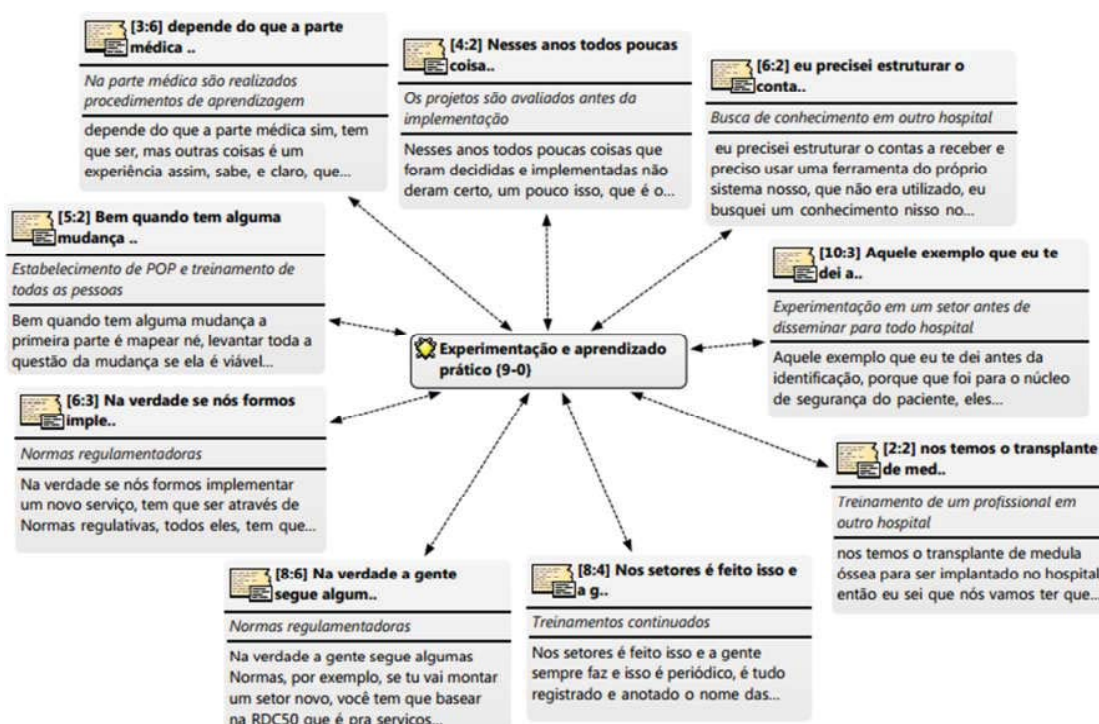 [3:6] depende do que a parte
médica ..
Na parte médica são realizados
procedimentos de aprendizagem
depende do que a parte médica sim, tem
que ser, mas outras coisas é um
experiência assim, sabe, e claro, que...
[4:2] Nesses anos todos poucas
coisa..
Os projetos são avaliados antes da
implementação
Nesses anos todos poucas coisas que
foram decididas e implementadas não
deram certo, um pouco isso, que é o...
[6:2] eu precisei estruturar o
conta..
Busca de conhecimento em outro hospital
eu precisei estruturar o contas a receber e
preciso usar uma ferramenta do próprio
sistema nosso, que não era utilizado, eu
busquei um conhecimento nisso no...
[5:2] Bem quando tem alguma
mudança ..
Estabelecimento de POP e treinamento de
todas as pessoas
Bem quando tem alguma mudança a
primeira parte é mapear né, levantar toda a
questão da mudança se ela é viável...
[10:3] Aquele exemplo que eu te
dei a..
Experimentação em um setor antes de
disseminar para todo hospital
Aquele exemplo que eu te dei antes da
identificação, porque que foi para o núcleo
de segurança do paciente, eles...
Experimentação e aprendizado
prático {9-0}
[6:3] Na verdade se nós formos
imple..
Normas regulamentadoras
Na verdade se nós formos implementar
um novo serviço, tem que ser através de
Normas regulativas, todos eles, tem que...
[2:2] nos temos o transplante
de med..
Treinamento de um profissional em
outro hospital
nos temos o transplante de medula
óssea para ser implantado no hospital
então eu sei que nós vamos ter que...
[8:6] Na verdade a gente
segue algum..
Normas regulamentadoras
Na verdade a gente segue algumas
Normas, por exemplo, se tu vai montar
um setor novo, você tem que basear
na RDC50 que é pra serviços...
[8:4] Nos setores é feito isso e
a g..
Treinamentos continuados
Nos setores é feito isso e a gente
sempre faz e isso é periódico, é tudo
registrado e anotado o nome das...